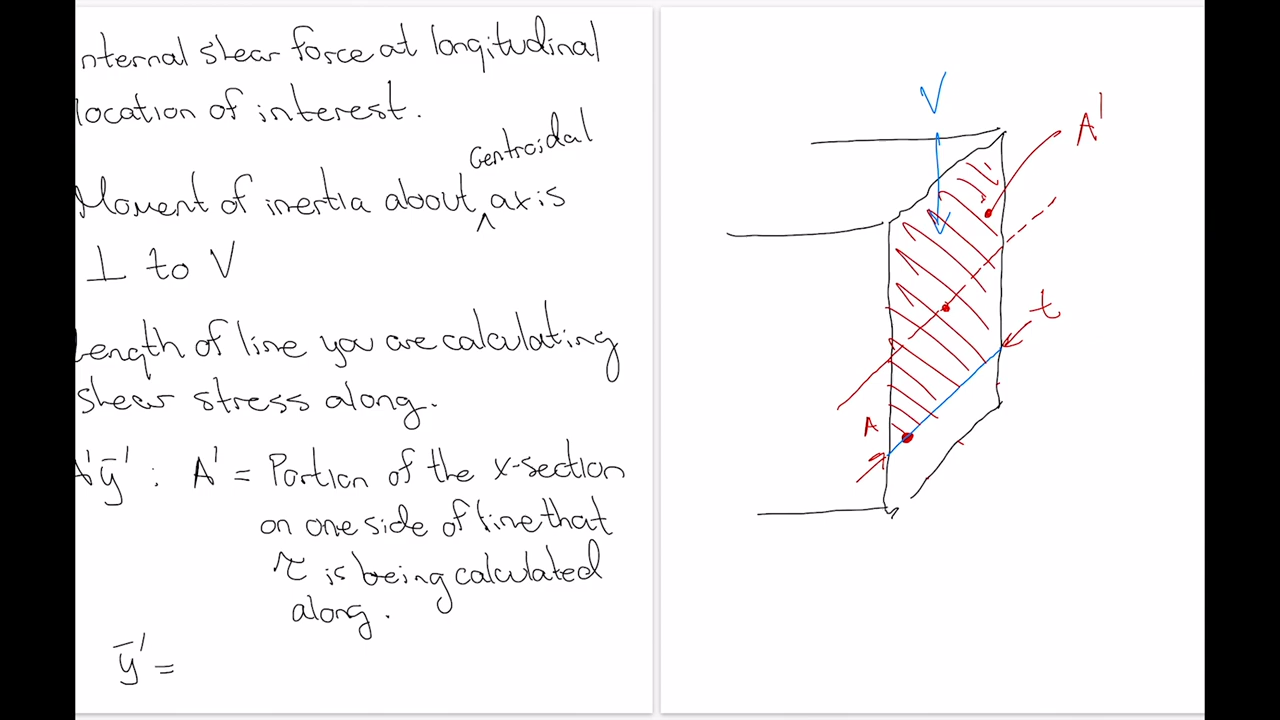 nternal shear force at longitudinal
location of interest.
Centroidal
Moment of inertia about ^ axis
⊥ to V
Length of line you are calculating
shear stress along.
A'ȳ' : A' = Portion of the x-section
on one side of line that
τ is being calculated
along.
ȳ' =
V
A'
t
A